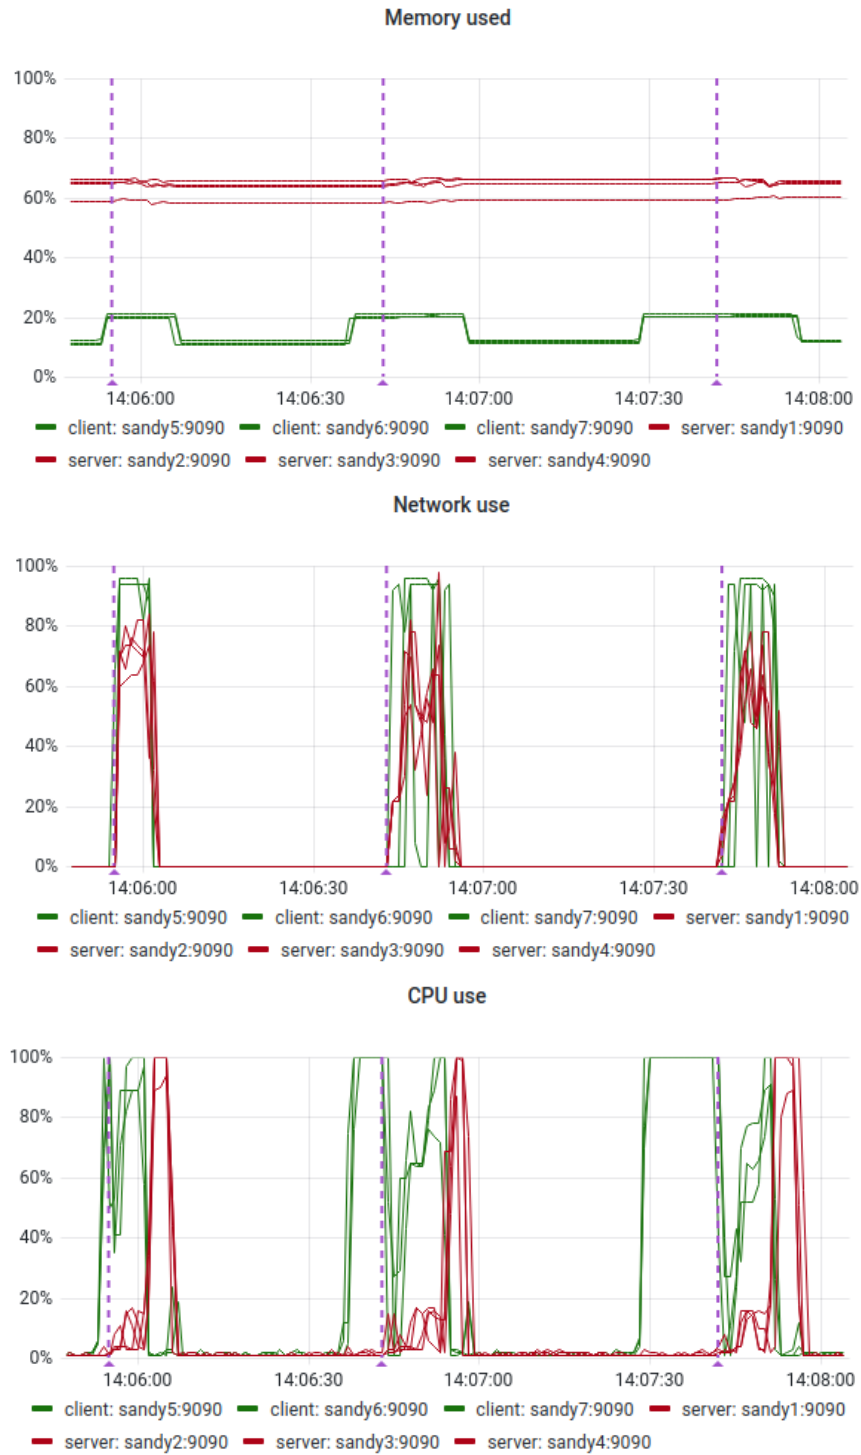 Memory used
100%
80%
60%
40%
20%
0%
14:06:00 14:06:30 14:07:00 14:07:30 14:08:00
client: sandy5:9090 client: sandy6:9090 client: sandy7:9090 server: sandy1:9090
server: sandy2:9090 server: sandy3:9090 server: sandy4:9090
Network use
100%
80%
60%
40%
20%
0%
14:06:00 14:06:30 14:07:00 14:07:30 14:08:00
client: sandy5:9090 client: sandy6:9090 client: sandy7:9090 server: sandy1:9090
server: sandy2:9090 server: sandy3:9090 server: sandy4:9090
CPU use
100%
80%
60%
40%
20%
0%
14:06:00 14:06:30 14:07:00 14:07:30 14:08:00
client: sandy5:9090 client: sandy6:9090 client: sandy7:9090 server: sandy1:9090
server: sandy2:9090 server: sandy3:9090 server: sandy4:9090